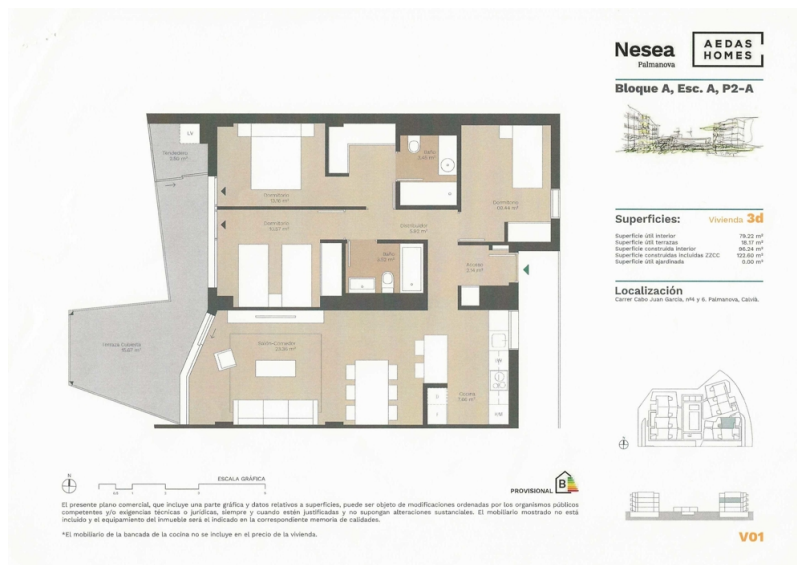 Nesea
Palmanova
AEDAS
HOMES
Bloque A, Esc. A, P2-A
LV
Tendedero
Baño
Dormitorio
Dormitorio
Dormitorio
Distribuidor
Baño
Acceso
Terraza Cubierta
Salón-Comedor
Cocina
Superficies:
Vivienda 3d
Superficie útil interior 79.22 m²
Superficie útil terrazas 18.17 m²
Superficie construida interior 96.24 m²
Superficie construidas incluidas ZZCC 122.60 m²
Superficie útil ajardinada 0.00 m²
Localización
Carrer Cabo Juan García, nº4 y 6. Palmanova, Calvià.
N
ESCALA GRÁFICA
PROVISIONAL
B
El presente plano comercial, que incluye una parte gráfica y datos relativos a superficies, puede ser objeto de modificaciones ordenadas por los organismos públicos
competentes y/o exigencias técnicas o jurídicas, siempre y cuando estén justificadas y no supongan alteraciones sustanciales. El mobiliario mostrado no está
incluido y el equipamiento del inmueble será el indicado en la correspondiente memoria de calidades.
*El mobiliario de la bancada de la cocina no se incluye en el precio de la vivienda.
V01